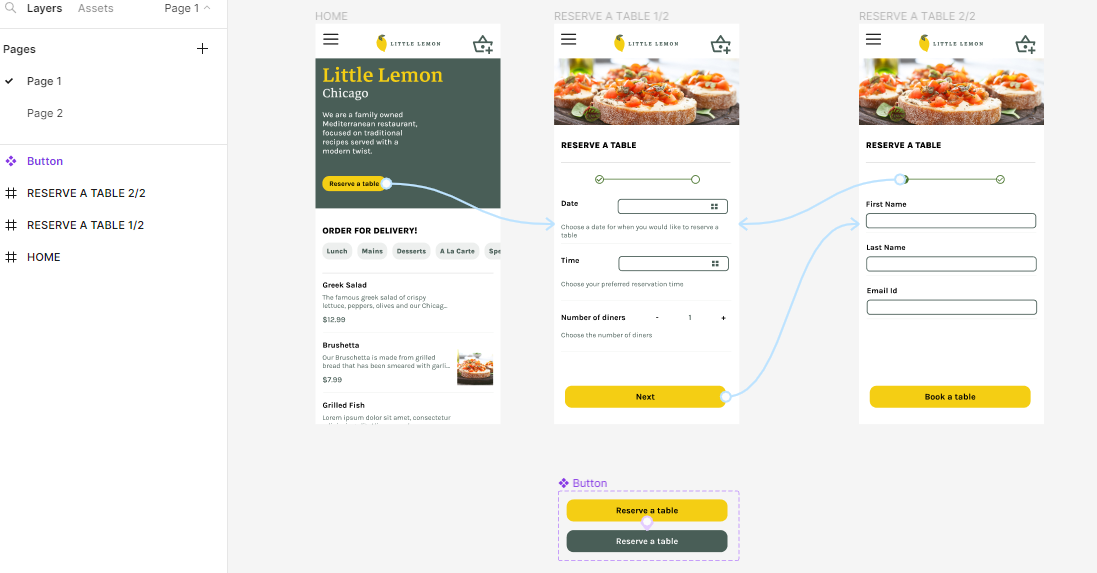 Layers
Assets
Page 1
Pages
Page 1
Page 2
Button
RESERVE A TABLE 2/2
RESERVE A TABLE 1/2
HOME
HOME
LITTLE LEMON
Little Lemon
Chicago
We are a family owned
Mediterranean restaurant,
focused on traditional
recipes served with a
modern twist.
Reserve a table
ORDER FOR DELIVERY!
Lunch
Mains
Desserts
A La Carte
Spe
Greek Salad
The famous greek salad of crispy
lettuce, peppers, olives and our Chicag...
$12.99
Brushetta
Our Bruschetta is made from grilled
bread that has been smeared with garli...
$7.99
Grilled Fish
Lorem ipsum dolor sit amet, consectetur
RESERVE A TABLE 1/2
LITTLE LEMON
RESERVE A TABLE
Date
Choose a date for when you would like to reserve a
table
Time
Choose your preferred reservation time
Number of diners - 1 +
Choose the number of diners
Next
RESERVE A TABLE 2/2
LITTLE LEMON
RESERVE A TABLE
First Name
Last Name
Email Id
Book a table
Button
Reserve a table
Reserve a table